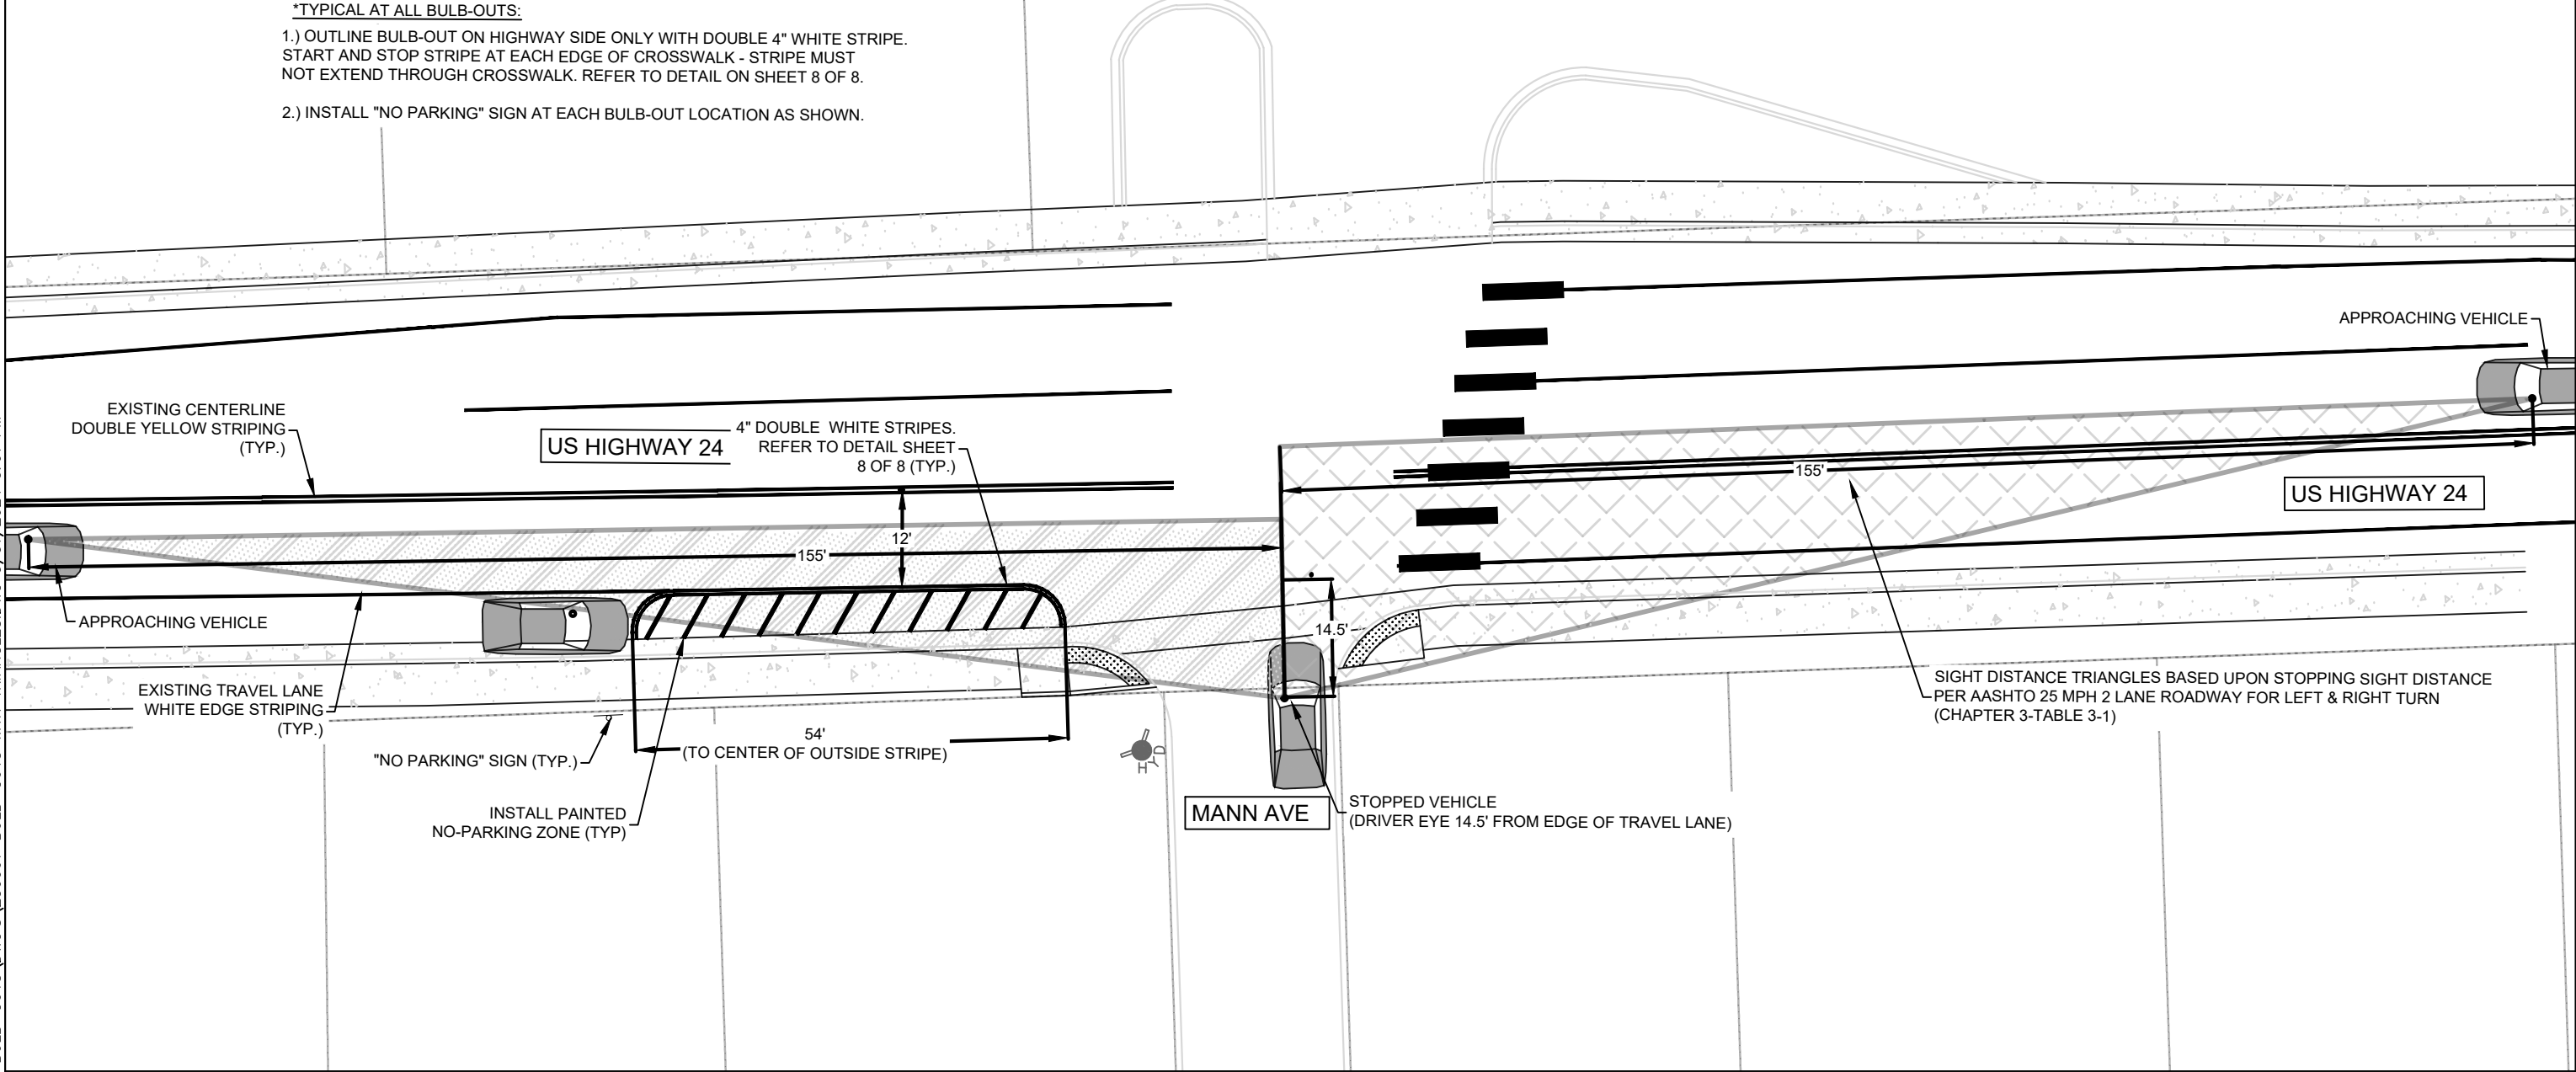 *TYPICAL AT ALL BULB-OUTS:
1.) OUTLINE BULB-OUT ON HIGHWAY SIDE ONLY WITH DOUBLE 4" WHITE STRIPE.
START AND STOP STRIPE AT EACH EDGE OF CROSSWALK - STRIPE MUST
NOT EXTEND THROUGH CROSSWALK. REFER TO DETAIL ON SHEET 8 OF 8.
2.) INSTALL "NO PARKING" SIGN AT EACH BULB-OUT LOCATION AS SHOWN.
APPROACHING VEHICLE
EXISTING CENTERLINE
DOUBLE YELLOW STRIPING
(TYP.)
US HIGHWAY 24
4" DOUBLE WHITE STRIPES.
REFER TO DETAIL SHEET
8 OF 8 (TYP.)
155'
US HIGHWAY 24
12'
155'
APPROACHING VEHICLE
14.5'
EXISTING TRAVEL LANE
WHITE EDGE STRIPING
(TYP.)
SIGHT DISTANCE TRIANGLES BASED UPON STOPPING SIGHT DISTANCE
PER AASHTO 25 MPH 2 LANE ROADWAY FOR LEFT & RIGHT TURN
(CHAPTER 3-TABLE 3-1)
54'
(TO CENTER OF OUTSIDE STRIPE)
"NO PARKING" SIGN (TYP.)
HYD
INSTALL PAINTED
NO-PARKING ZONE (TYP)
MANN AVE
STOPPED VEHICLE
(DRIVER EYE 14.5' FROM EDGE OF TRAVEL LANE)